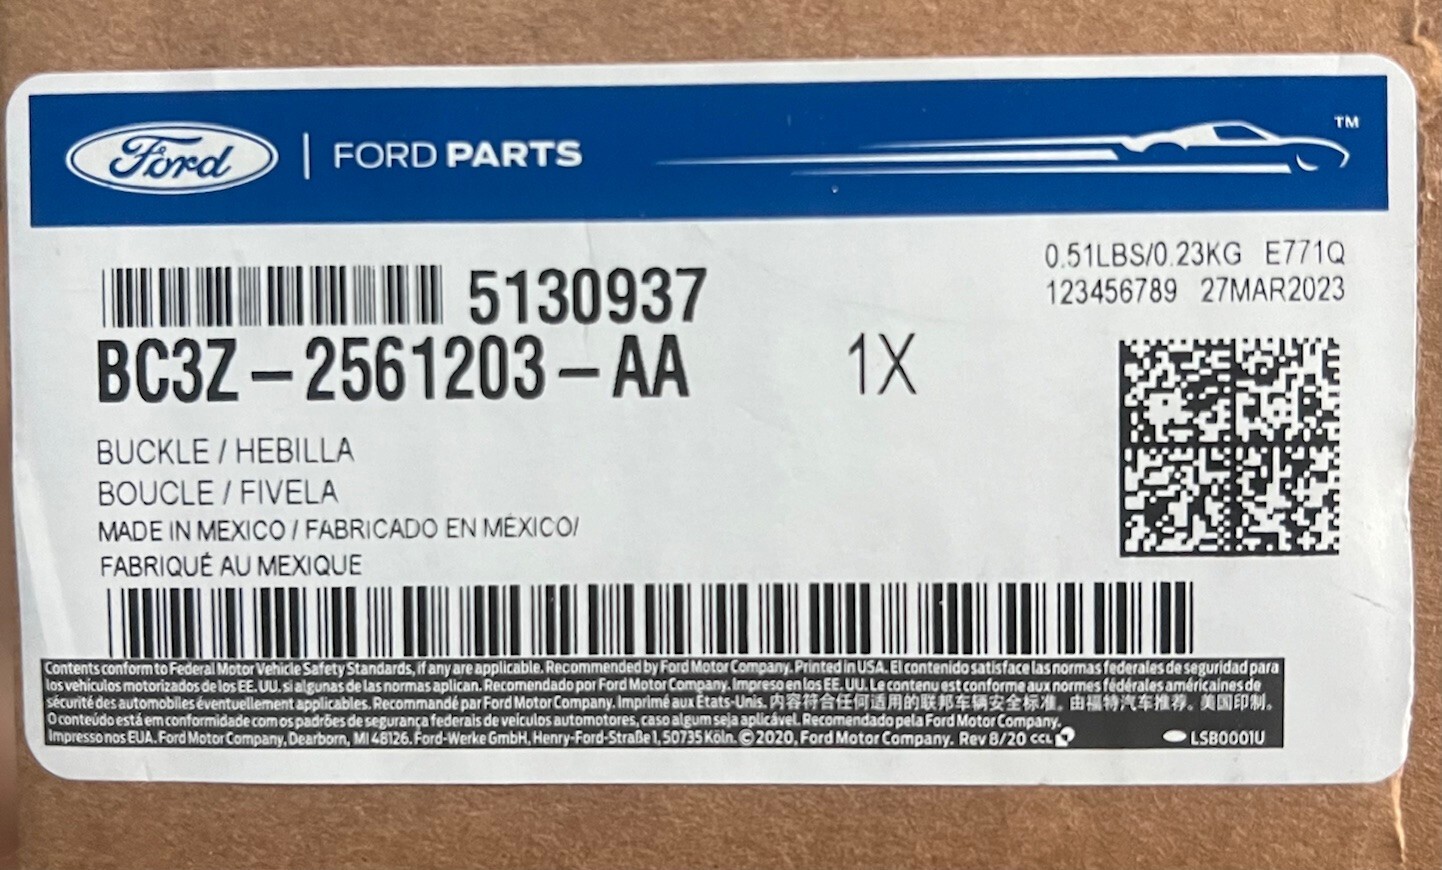 Ford | FORD PARTS
TM
0.51LBS/0.23KG E771Q
123456789 27MAR2023
5130937
BC3Z-2561203-AA 1X
BUCKLE / HEBILLA
BOUCLE / FIVELA
MADE IN MEXICO / FABRICADO EN MÉXICO/
FABRIQUÉ AU MEXIQUE
Contents conform to Federal Motor Vehicle Safety Standards, if any are applicable. Recommended by Ford Motor Company. Printed in USA. El contenido satisface las normas federales de seguridad para
los vehículos motorizados de los EE. UU. si algunas de las normas aplican. Recomendado por Ford Motor Company. Impreso en los EE. UU. Le contenu est conforme aux normes fédérales américaines de
sécurité des automobiles éventuellement applicables. Recommandé par Ford Motor Company. Imprimé aux États-Unis. 内容符合任何适用的联邦车辆安全标准。由福特汽车推荐。美国印制。
O conteúdo está em conformidade com os padrões de segurança federais de veículos automotores, caso algum seja aplicável. Recomendado pela Ford Motor Company.
Impresso nos EUA. Ford Motor Company, Dearborn, MI 48126. Ford-Werke GmbH, Henry-Ford-Straße 1, 50735 Köln. ©2020, Ford Motor Company. Rev 8/20 CCL LSB0001U